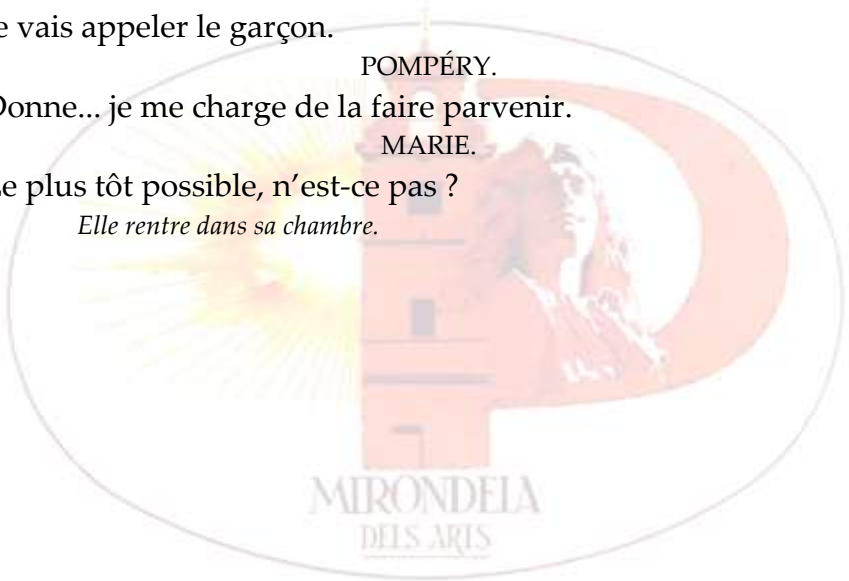 e vais appeler le garçon.
POMPÉRY.
Donne... je me charge de la faire parvenir.
MARIE.
Le plus tôt possible, n’est-ce pas ?
Elle rentre dans sa chambre.
MIRONDELA
DELS ARTS